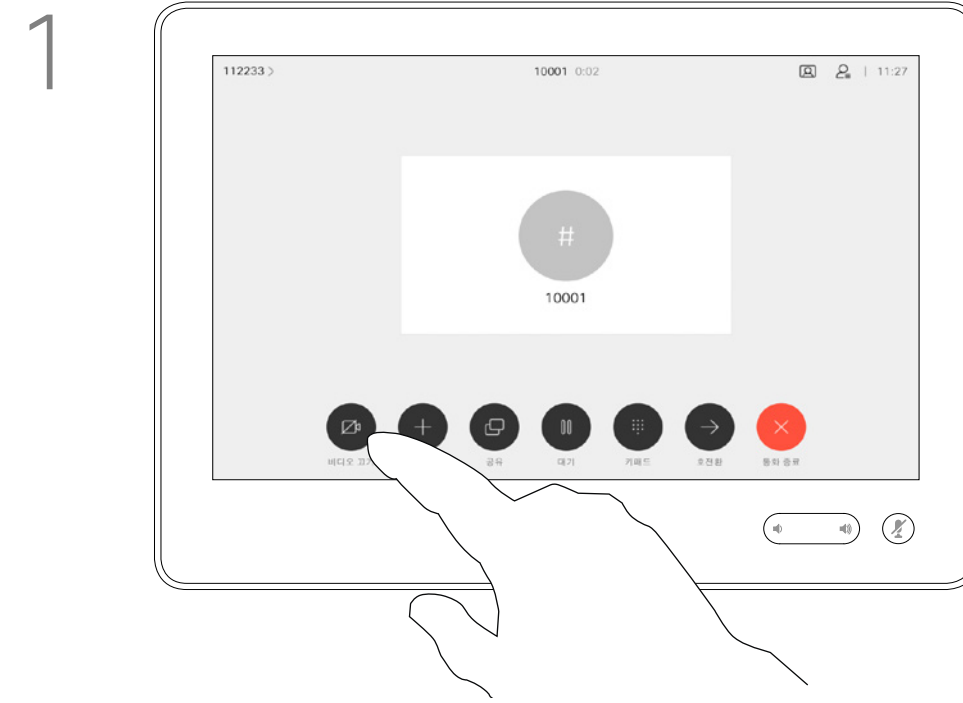 1
112233 >
10001 0:02
11:27
#
10001
비디오 끄기
공유
대기
키패드
호전환
통화 종료